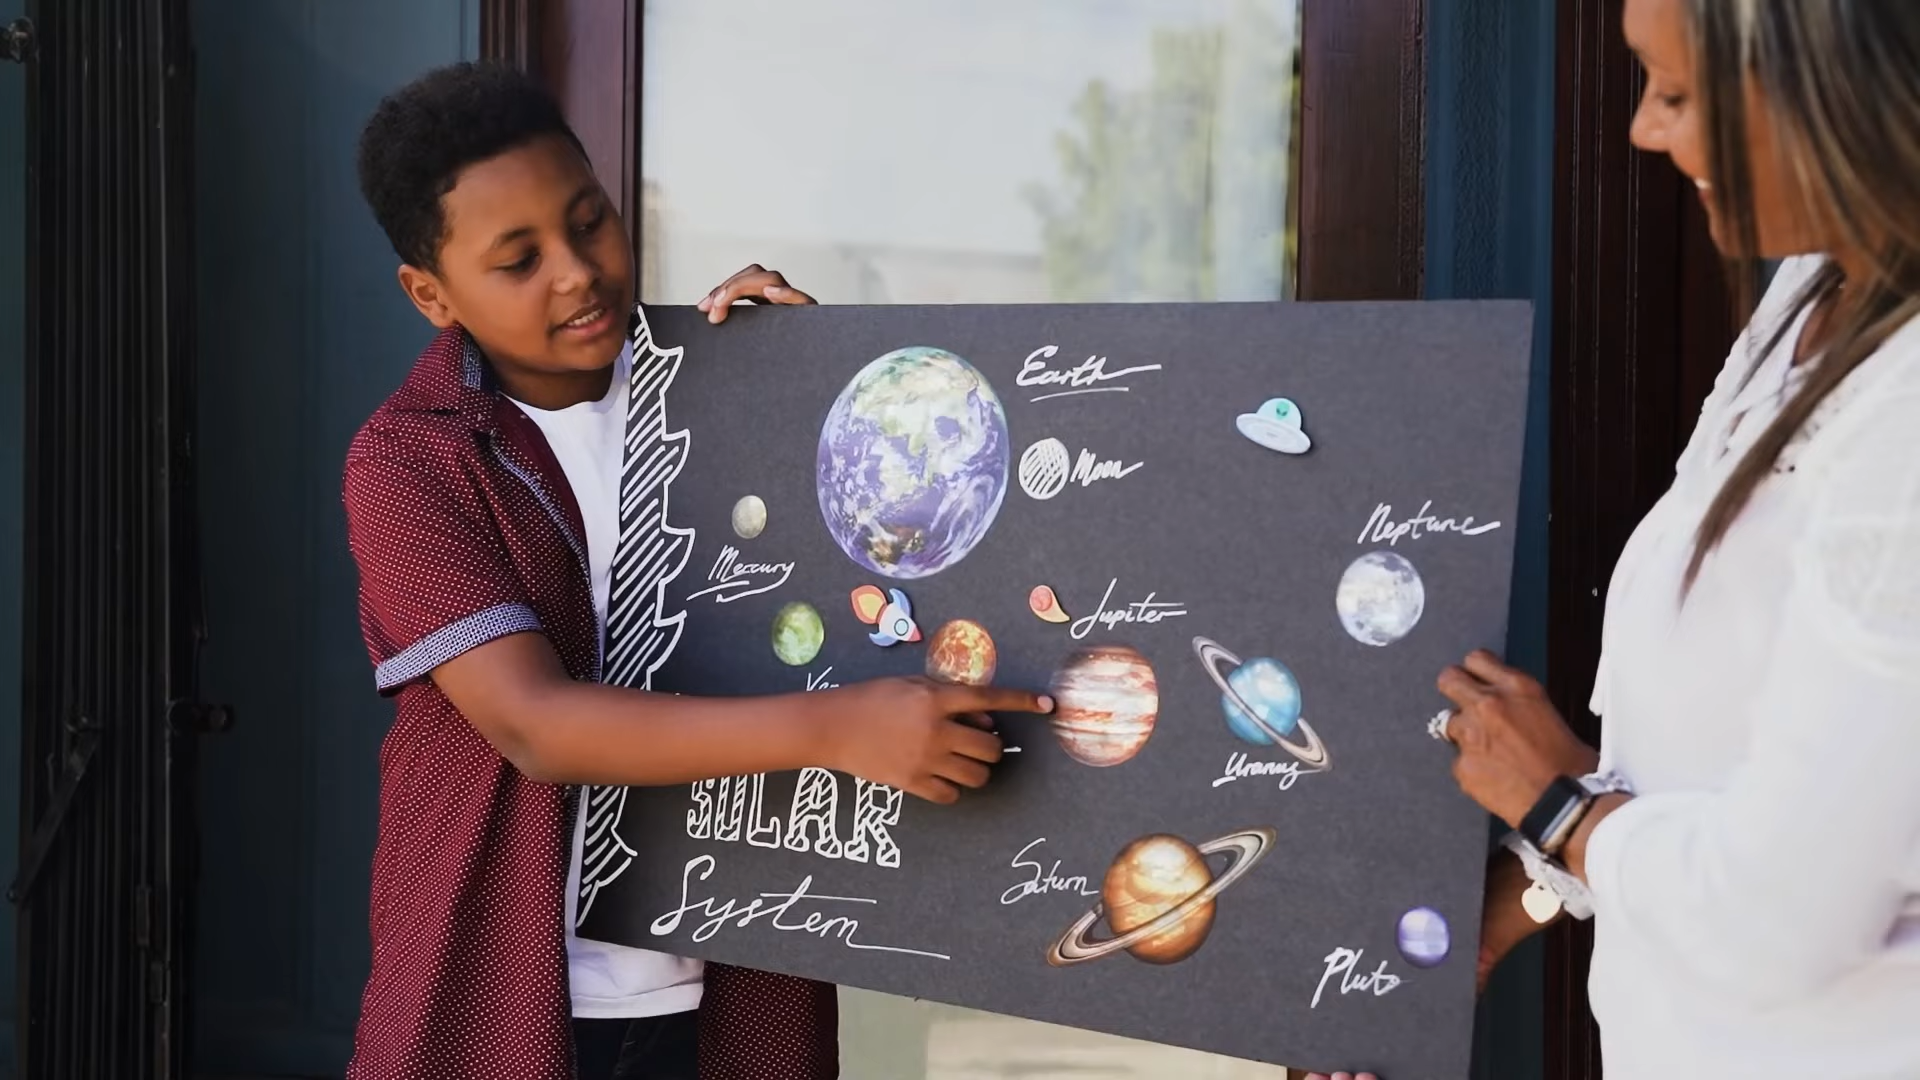 Earth
Moon
Neptune
Mercury
Jupiter
Uranus
SOLAR
System
Saturn
Pluto